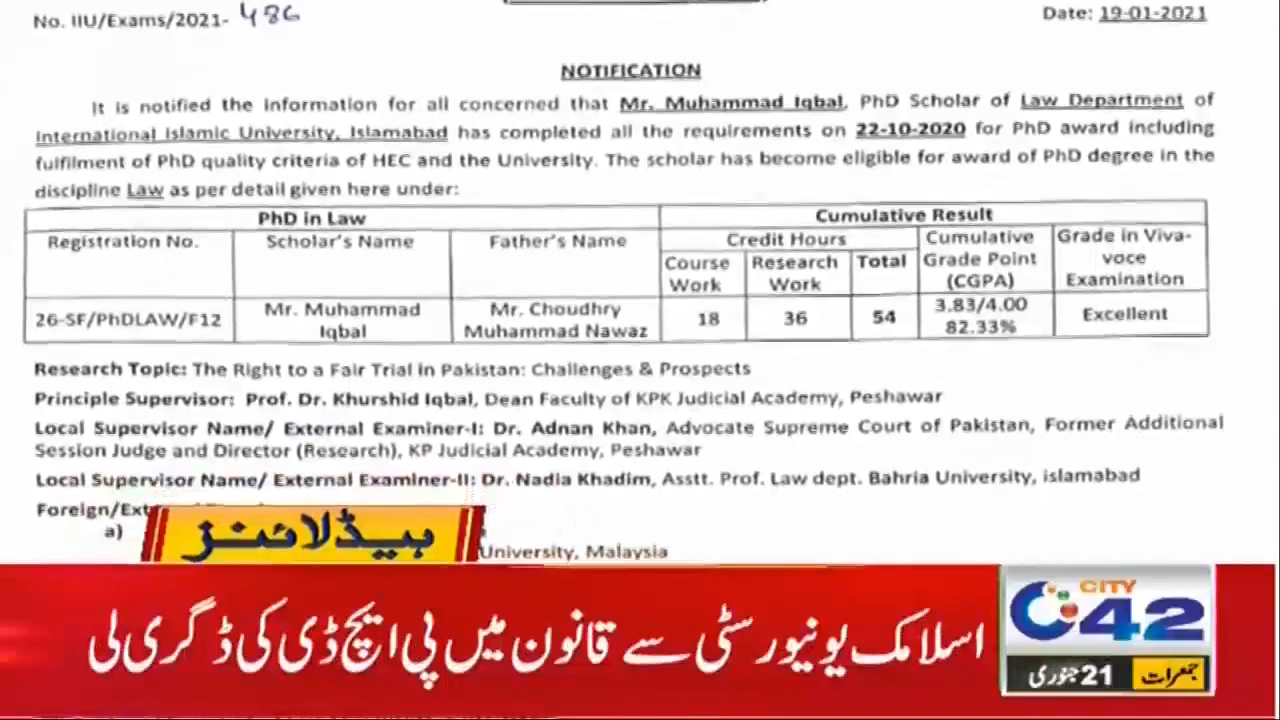 No. IIU/Exams/2021- 486
Date: 19-01-2021
NOTIFICATION
It is notified the information for all concerned that Mr. Muhammad Iqbal, PhD Scholar of Law Department of
International Islamic University, Islamabad has completed all the requirements on 22-10-2020 for PhD award including
fulfilment of PhD quality criteria of HEC and the University. The scholar has become eligible for award of PhD degree in the
discipline Law as per detail given here under:
PhD in Law
Cumulative Result
Registration No.
Scholar's Name
Father's Name
Credit Hours
Cumulative
Grade Point
(CGPA)
Grade in Viva-
voce
Examination
Course
Work
Research
Work
Total
26-SF/PhDLAW/F12
Mr. Muhammad
Iqbal
Mr. Choudhry
Muhammad Nawaz
18
36
54
3.83/4.00
82.33%
Excellent
Research Topic: The Right to a Fair Trial in Pakistan: Challenges & Prospects
Principle Supervisor: Prof. Dr. Khurshid Iqbal, Dean Faculty of KPK Judicial Academy, Peshawar
Local Supervisor Name/ External Examiner-I: Dr. Adnan Khan, Advocate Supreme Court of Pakistan, Former Additional
Session Judge and Director (Research), KP Judicial Academy, Peshawar
Local Supervisor Name/ External Examiner-II: Dr. Nadia Khadim, Asstt. Prof. Law dept. Bahria University, islamabad
a)
University, Malaysia
ہیڈلائنز
اسلامک یونیورسٹی سے قانون میں پی ایچ ڈی کی ڈگری لی
CITY
42
جمعرات
21 جنوری